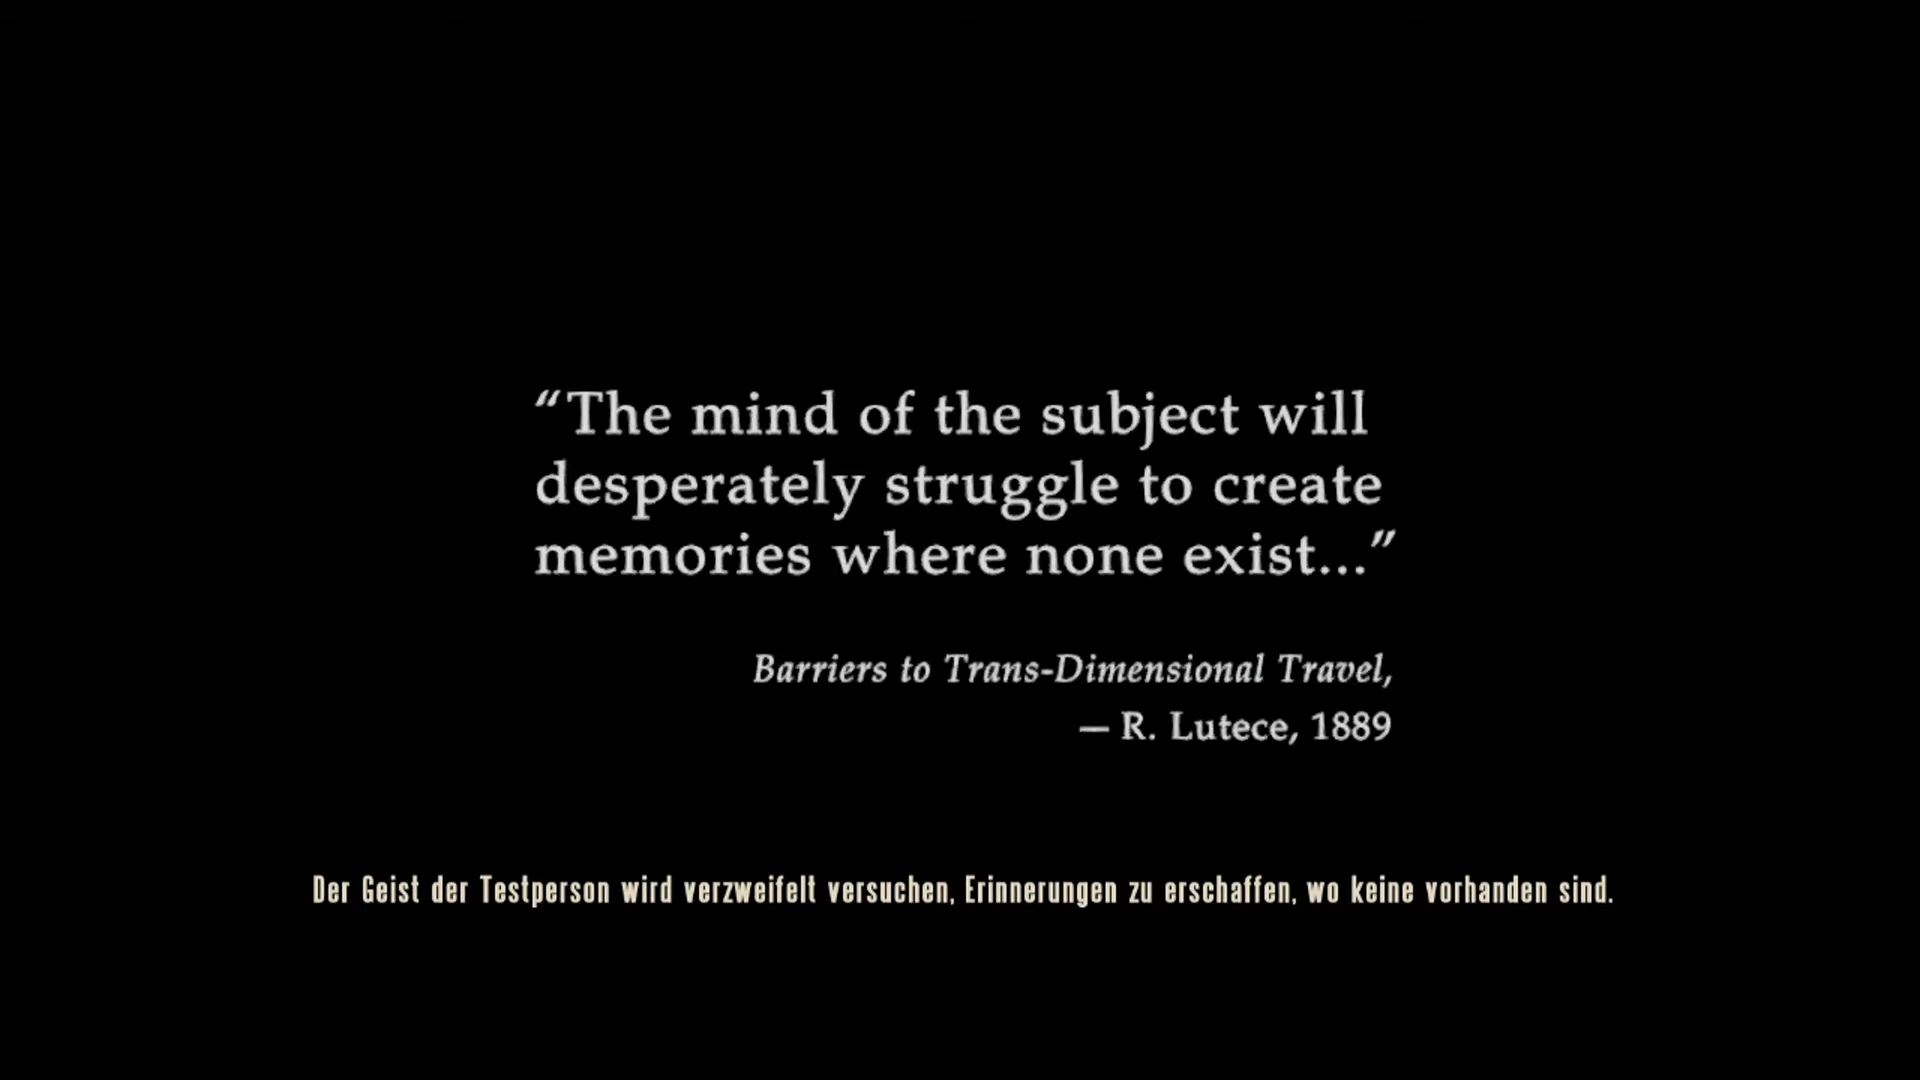 “The mind of the subject will
desperately struggle to create
memories where none exist...”
Barriers to Trans-Dimensional Travel,
— R. Lutece, 1889
Der Geist der Testperson wird verzweifelt versuchen, Erinnerungen zu erschaffen, wo keine vorhanden sind.